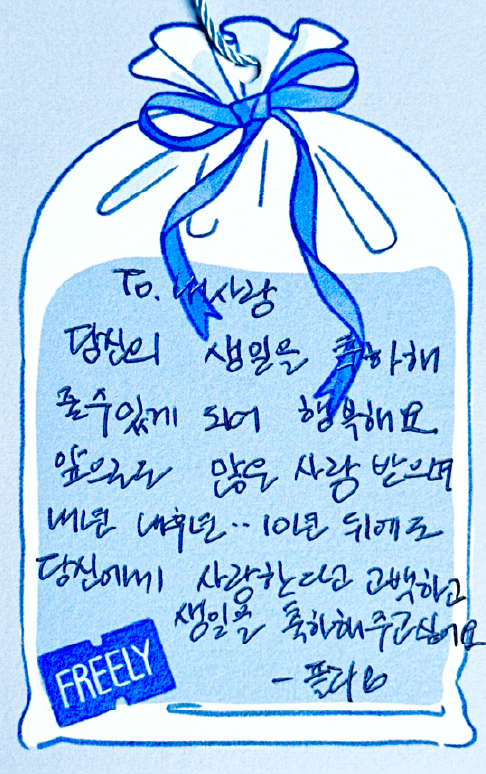 To. 내사랑
당신의 생일을 축하해
줄수있게 되어 행복해요
앞으로도 많은 사랑 받으며
내년 내후년.. 10년 뒤에도
당신에게 사랑한다고 고백하고
생일을 축하해주고싶어요
FREELY